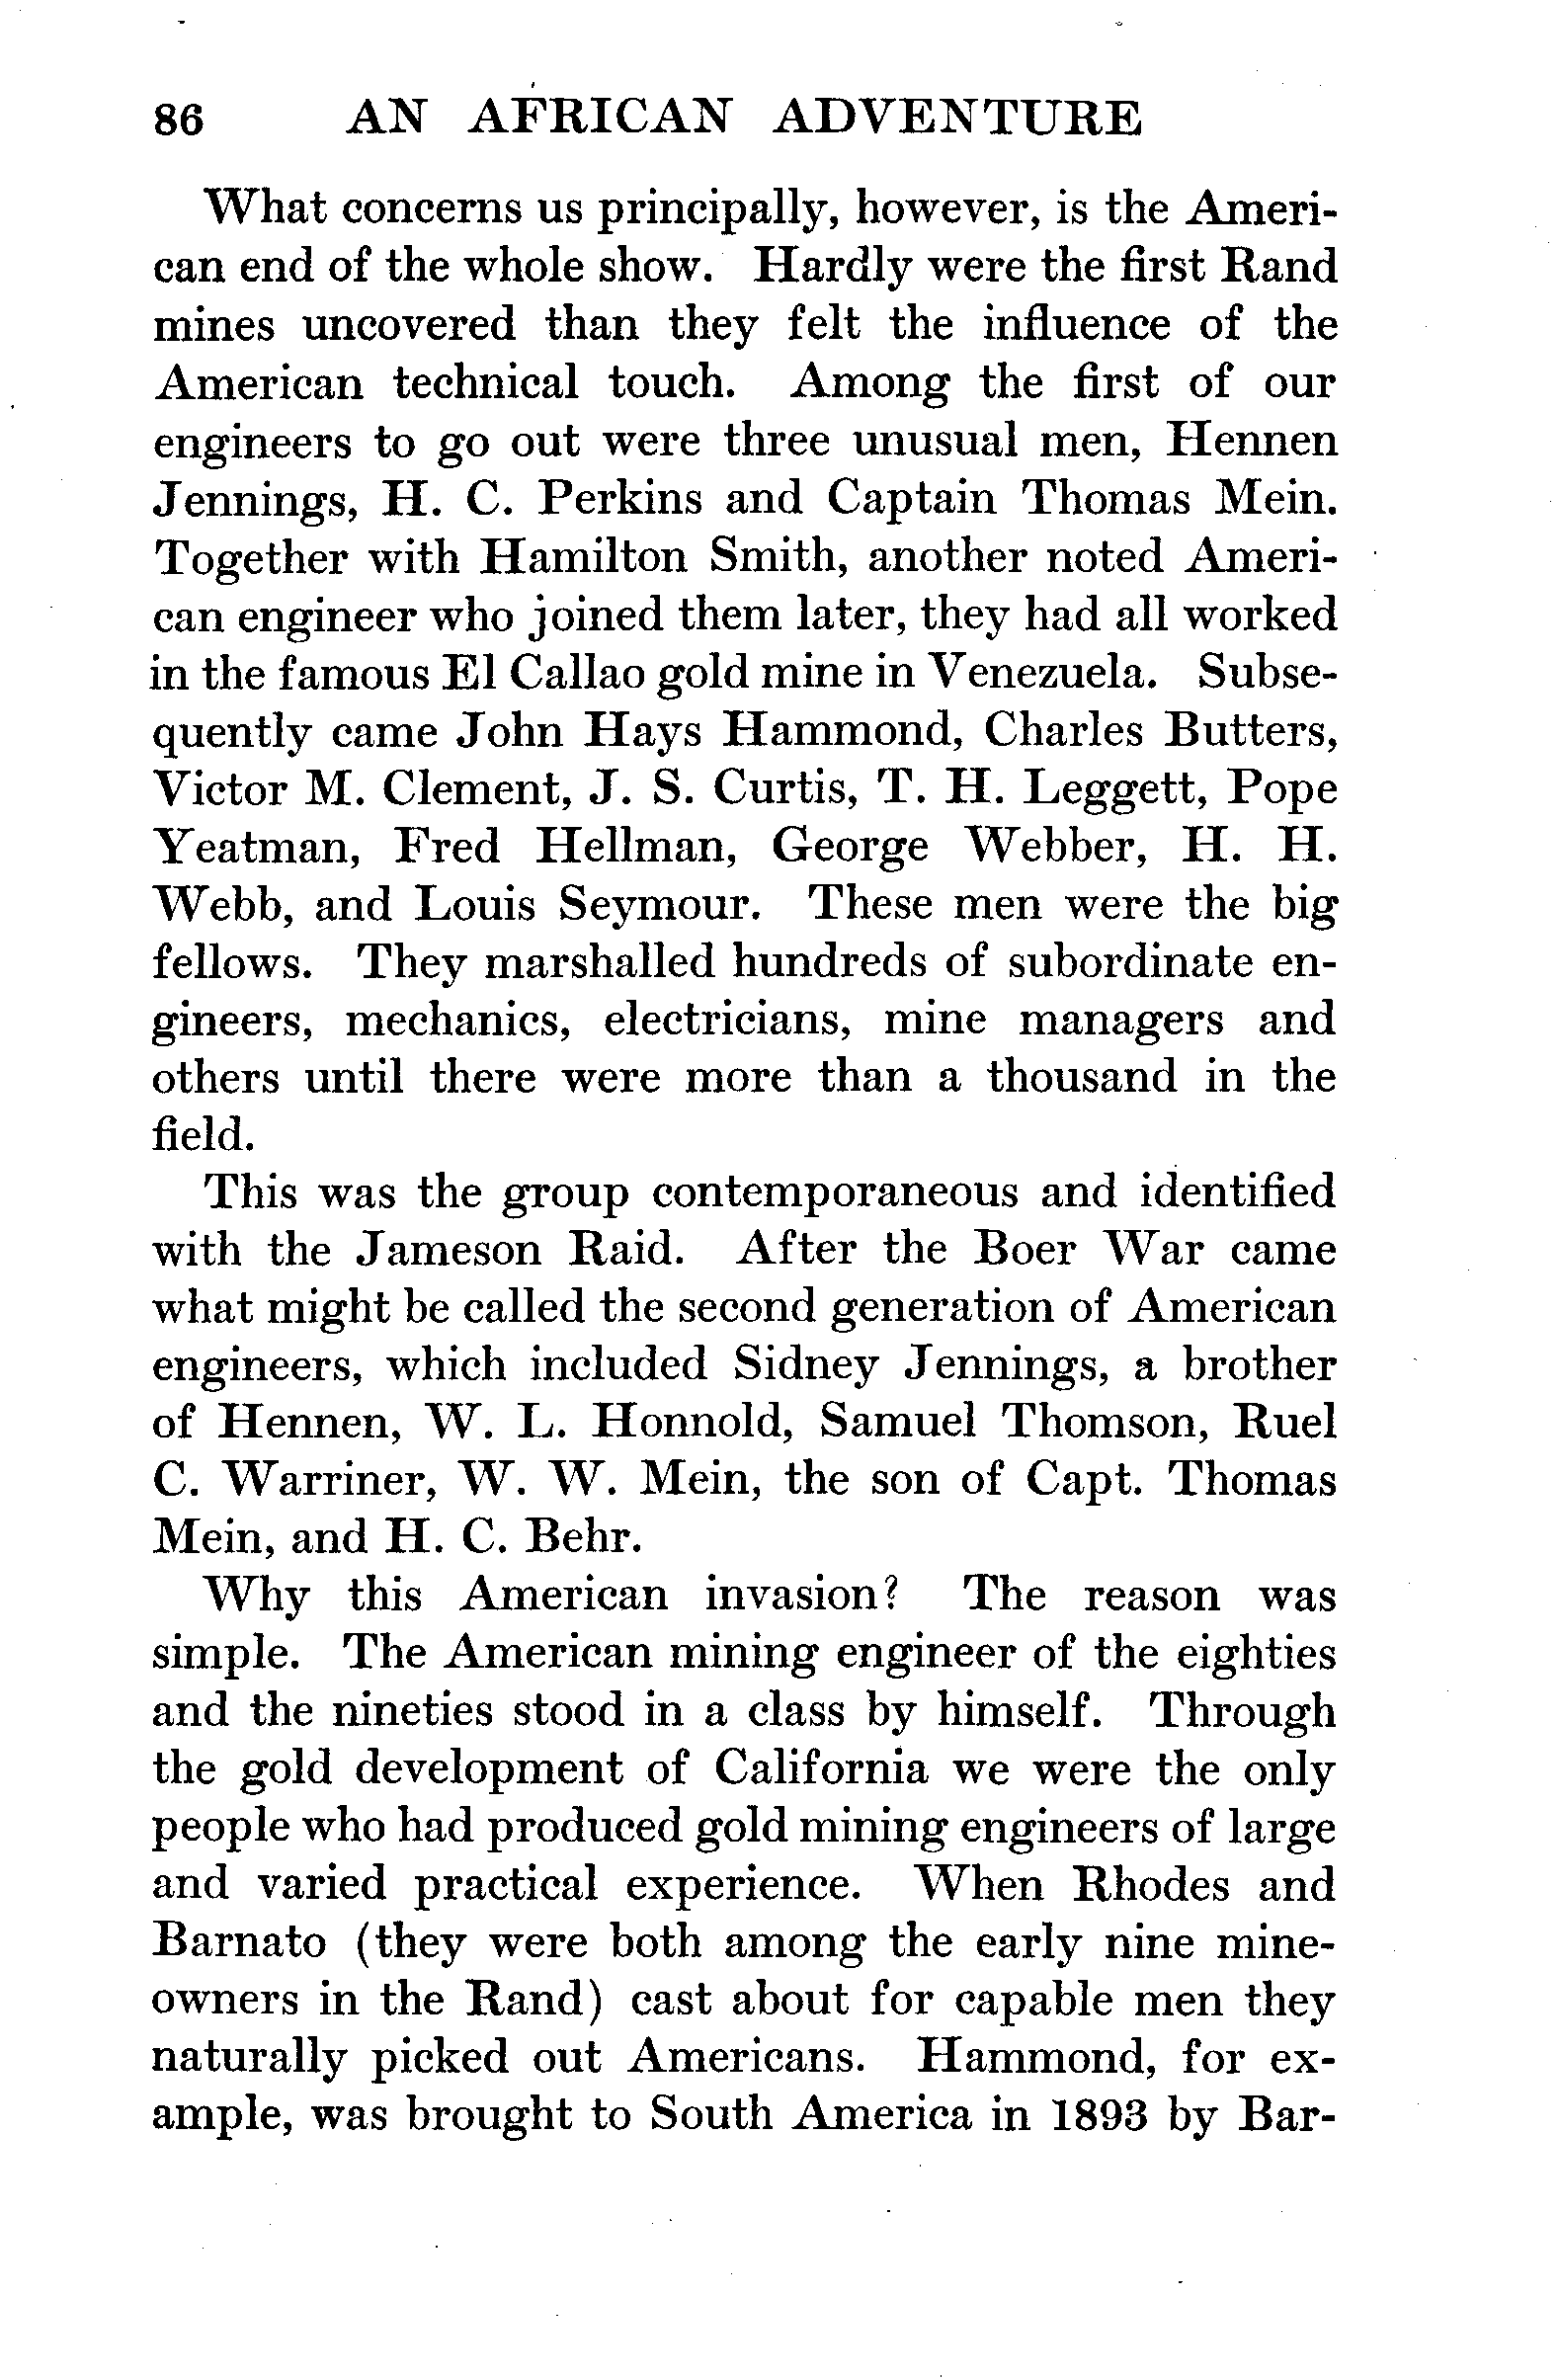 86 AN AFRICAN ADVENTURE
What concerns us principally, however, is the Ameri-
can end of the whole show. Hardly were the first Rand
mines uncovered than they felt the influence of the
American technical touch. Among the first of our
engineers to go out were three unusual men, Hennen
Jennings, H. C. Perkins and Captain Thomas Mein.
Together with Hamilton Smith, another noted Ameri-
can engineer who joined them later, they had all worked
in the famous El Callao gold mine in Venezuela. Subse-
quently came John Hays Hammond, Charles Butters,
Victor M. Clement, J. S. Curtis, T. H. Leggett, Pope
Yeatman, Fred Hellman, George Webber, H. H.
Webb, and Louis Seymour. These men were the big
fellows. They marshalled hundreds of subordinate en-
gineers, mechanics, electricians, mine managers and
others until there were more than a thousand in the
field.
This was the group contemporaneous and identified
with the Jameson Raid. After the Boer War came
what might be called the second generation of American
engineers, which included Sidney Jennings, a brother
of Hennen, W. L. Honnold, Samuel Thomson, Ruel
C. Warriner, W. W. Mein, the son of Capt. Thomas
Mein, and H. C. Behr.
Why this American invasion? The reason was
simple. The American mining engineer of the eighties
and the nineties stood in a class by himself. Through
the gold development of California we were the only
people who had produced gold mining engineers of large
and varied practical experience. When Rhodes and
Barnato (they were both among the early nine mine-
owners in the Rand) cast about for capable men they
naturally picked out Americans. Hammond, for ex-
ample, was brought to South America in 1893 by Bar-